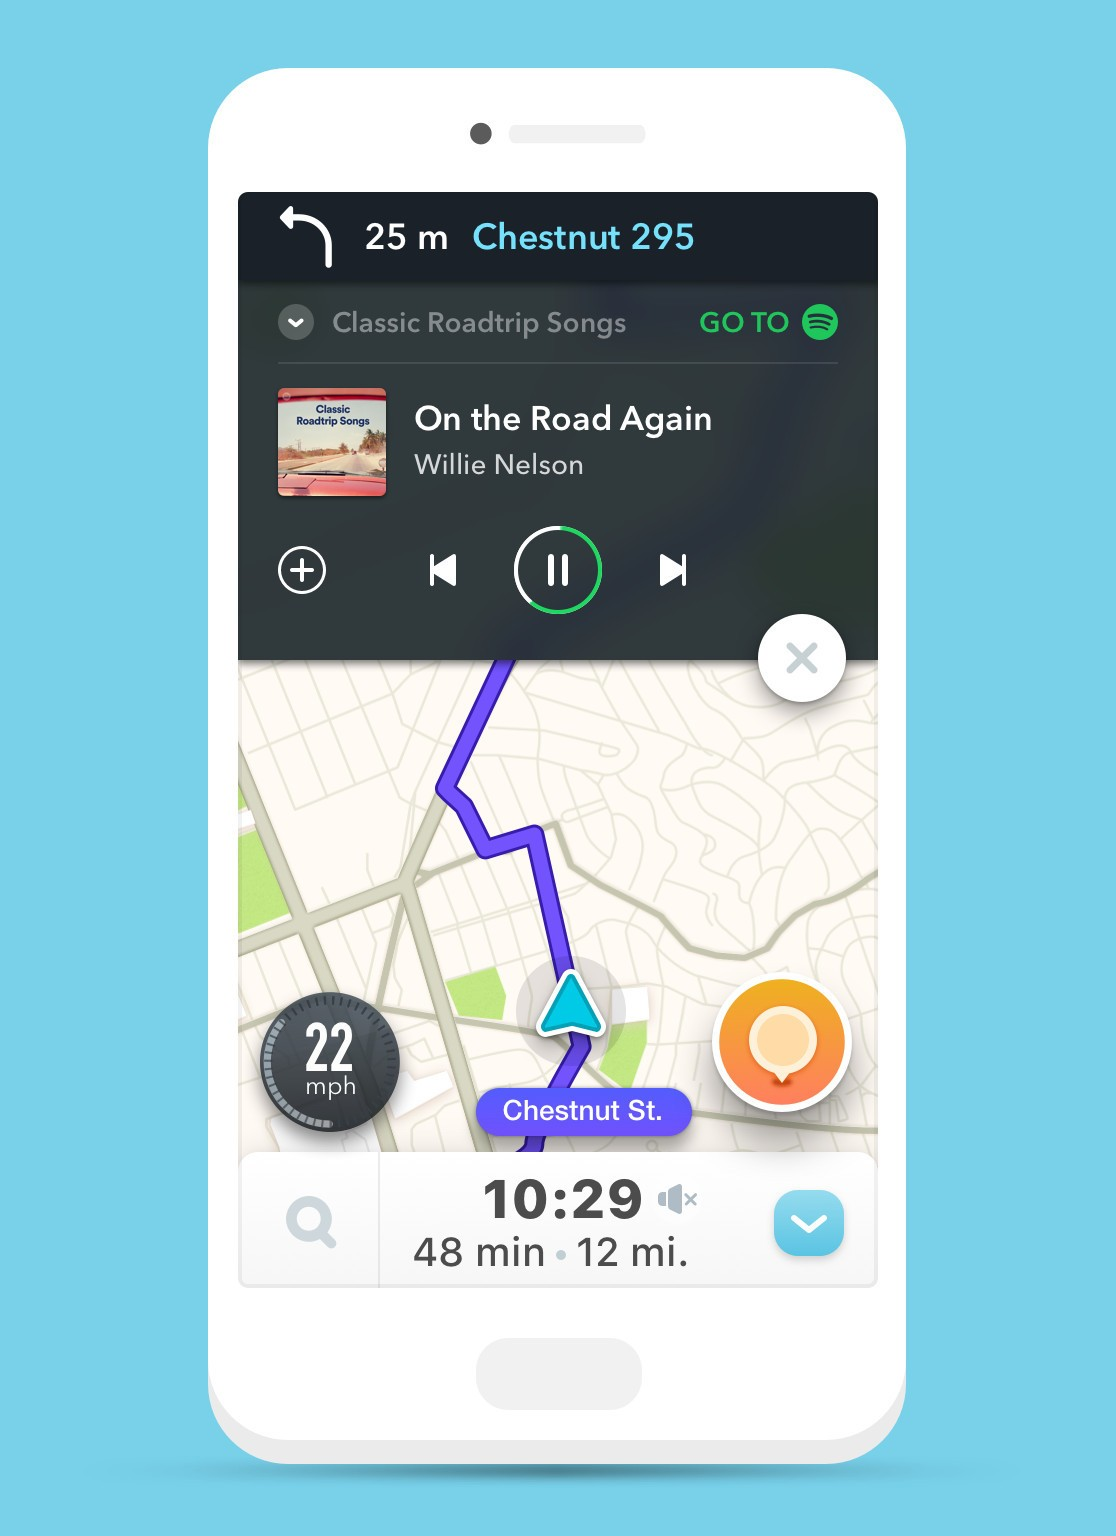 25 m Chestnut 295
Classic Roadtrip Songs GO TO
Classic
Roadtrip Songs
On the Road Again
Willie Nelson
22
mph
Chestnut St.
10:29
48 min • 12 mi.